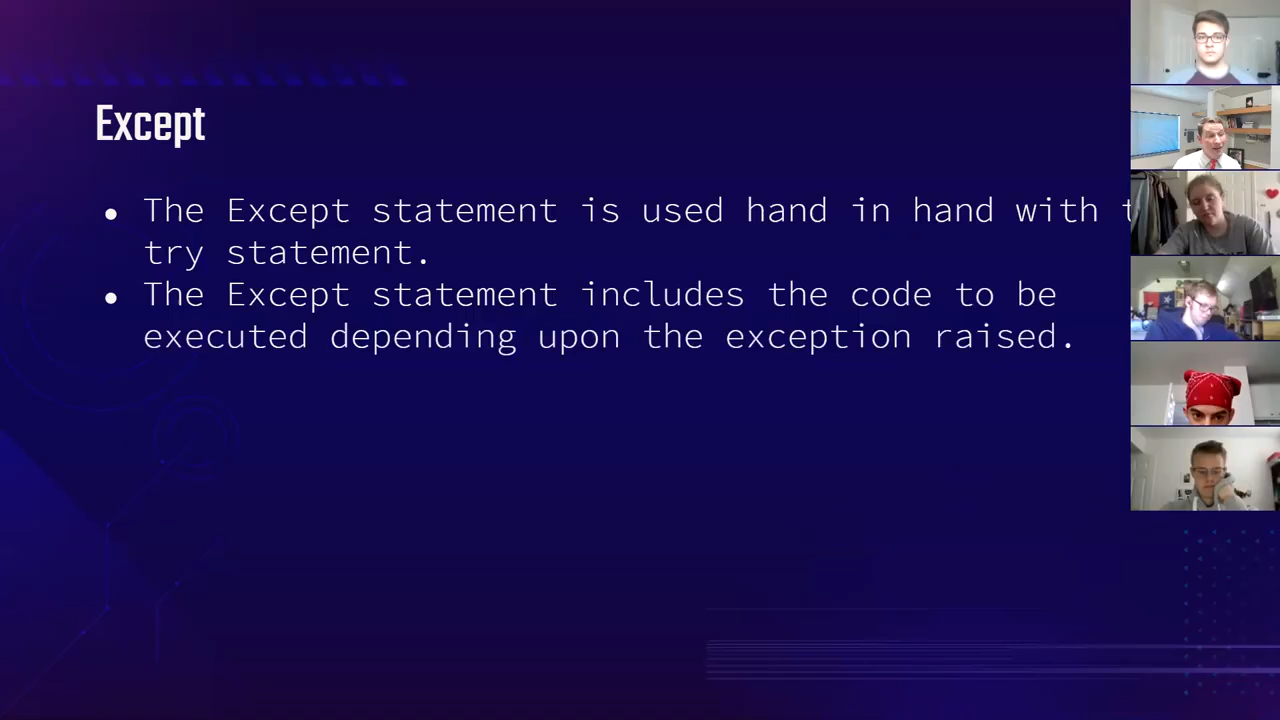 Except
• The Except statement is used hand in hand with
try statement.
• The Except statement includes the code to be
executed depending upon the exception raised.